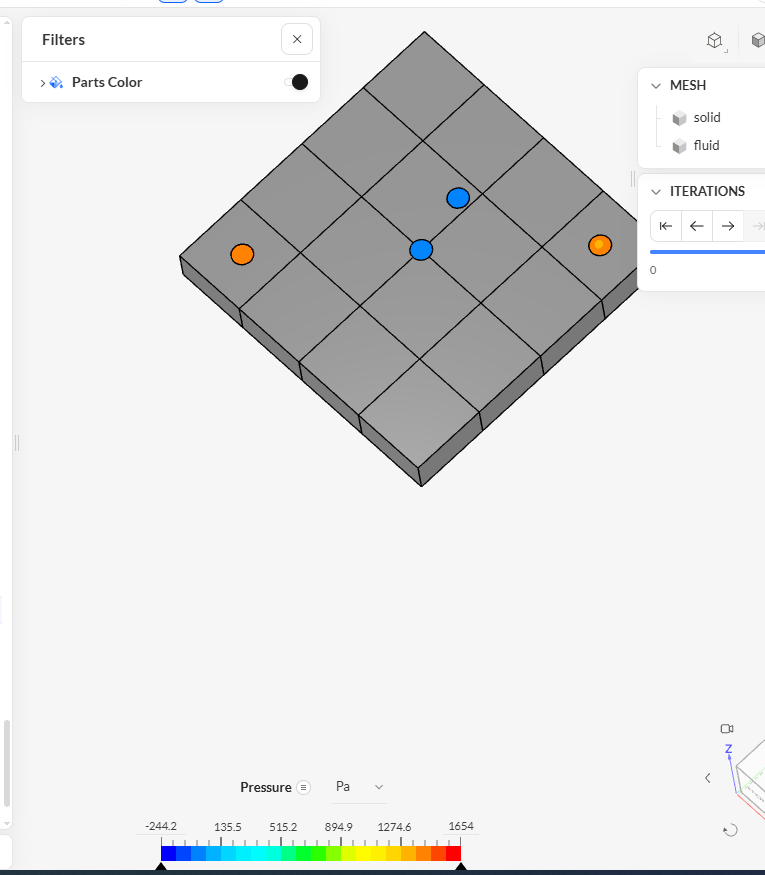 Filters
Parts Color
MESH
solid
fluid
ITERATIONS
0
Pressure Pa
-244.2 135.5 515.2 894.9 1274.6 1654
Z